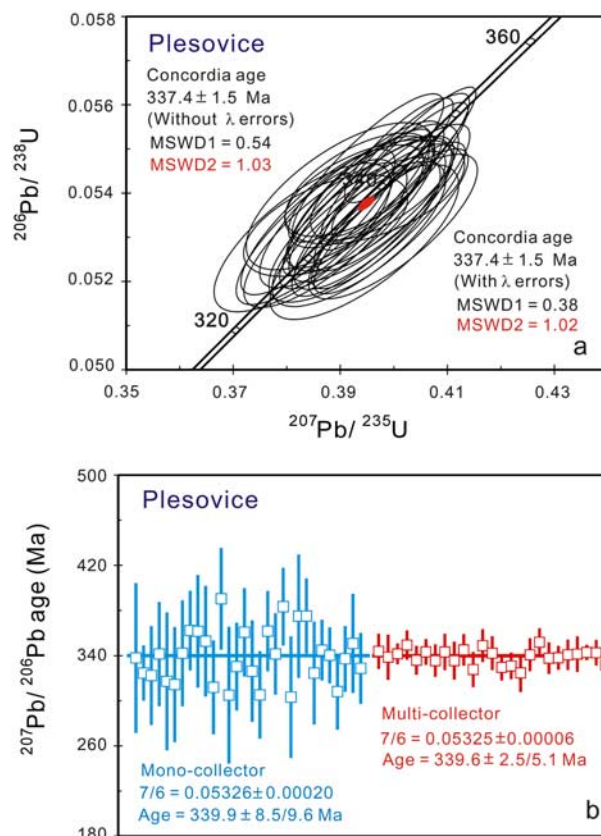 0.058
0.056
0.054
0.052
0.050
²⁰⁶Pb/ ²³⁸U
Plesovice
Concordia age
337.4± 1.5 Ma
(Without λ errors)
MSWD1 = 0.54
MSWD2 = 1.03
360
320
Concordia age
337.4± 1.5 Ma
(With λ errors)
MSWD1 = 0.38
MSWD2 = 1.02
a
0.35
0.37
0.39
0.41
0.43
²⁰⁷Pb/ ²³⁵U
500
420
340
260
180
²⁰⁷Pb/ ²⁰⁶Pb age (Ma)
Plesovice
Mono-collector
7/6 = 0.05326±0.00020
Age = 339.9 ± 8.5/9.6 Ma
Multi-collector
7/6 = 0.05325±0.00006
Age = 339.6± 2.5/5.1 Ma
b